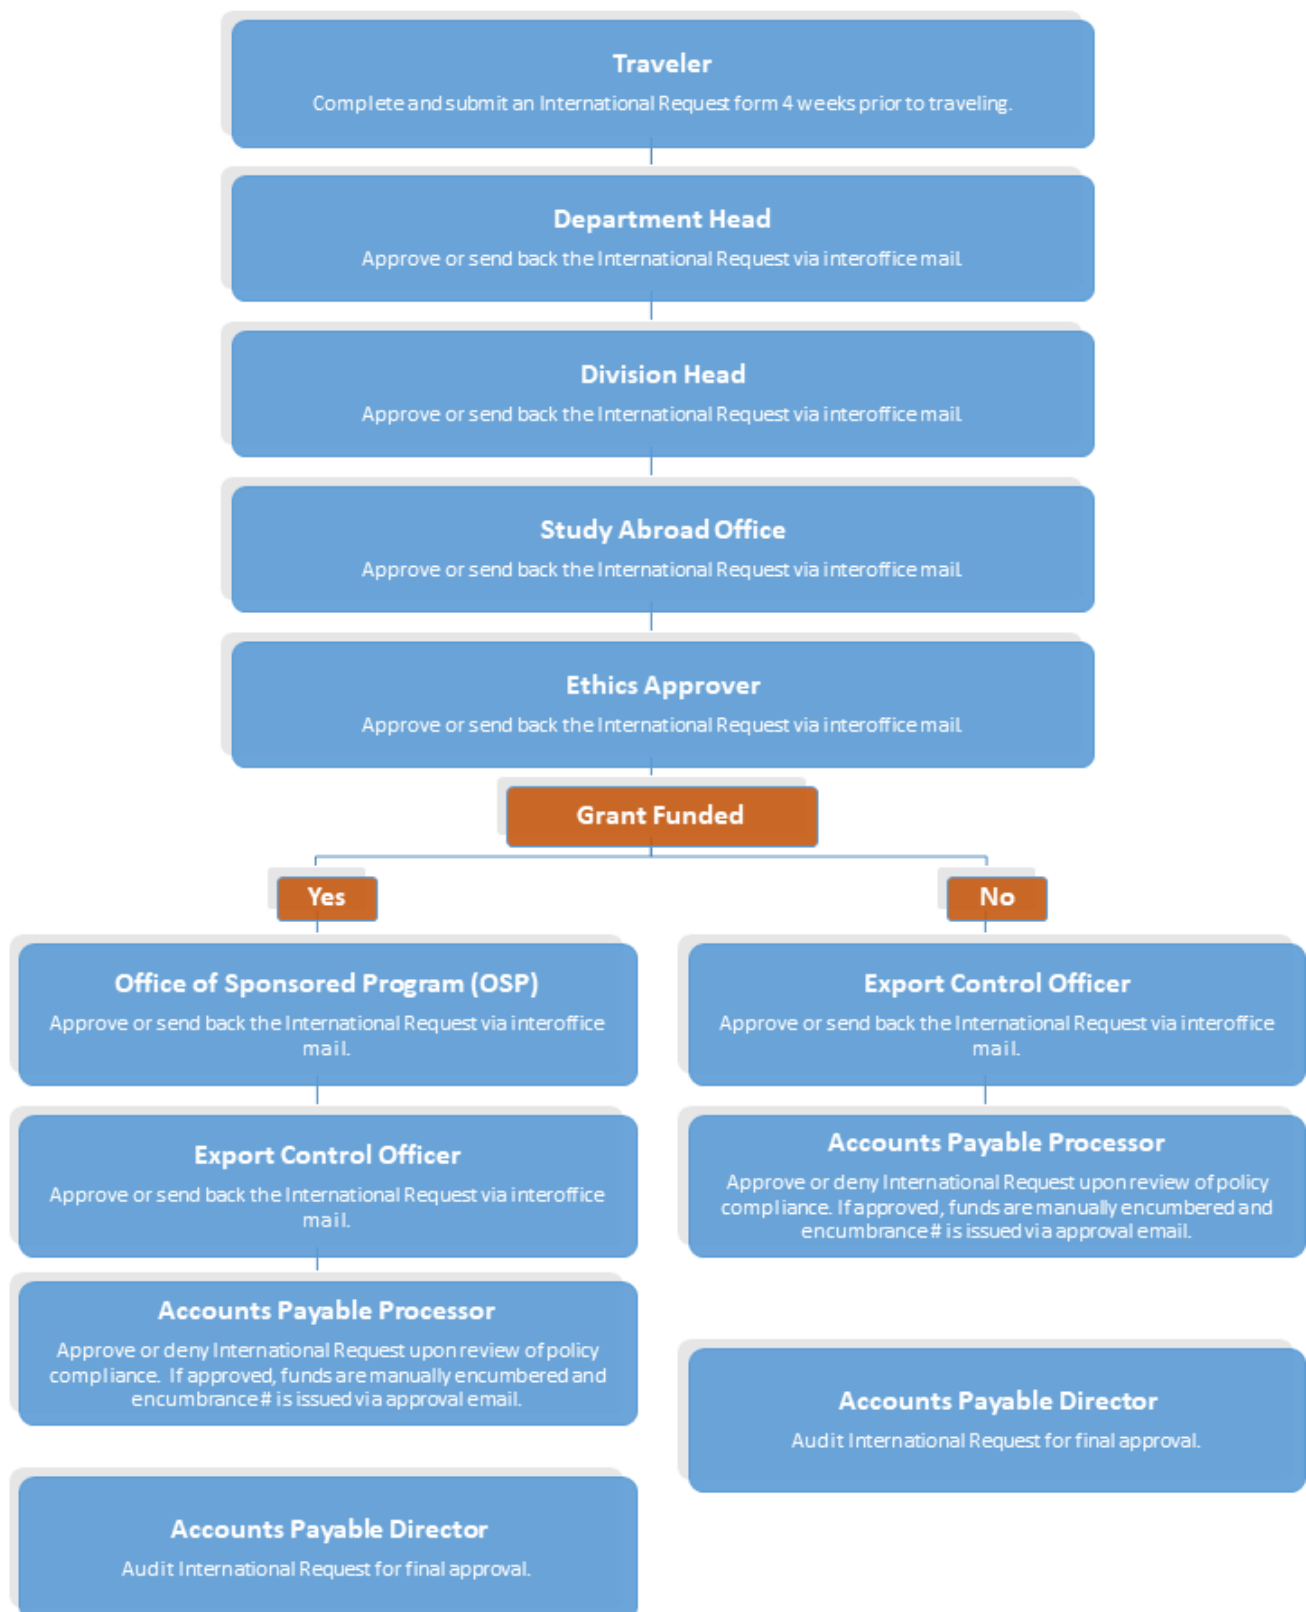 Traveler
Complete and submit an International Request form 4 weeks prior to traveling.
Department Head
Approve or send back the International Request via interoffice mail.
Division Head
Approve or send back the International Request via interoffice mail.
Study Abroad Office
Approve or send back the International Request via interoffice mail.
Ethics Approver
Approve or send back the International Request via interoffice mail.
Grant Funded
Yes
Office of Sponsored Program (OSP)
Approve or send back the International Request via interoffice
mail.
Export Control Officer
Approve or send back the International Request via interoffice
mail.
Accounts Payable Processor
Approve or deny International Request upon review of policy
compliance. If approved, funds are manually encumbered and
encumbrance # is issued via approval email.
Accounts Payable Director
Audit International Request for final approval.
No
Export Control Officer
Approve or send back the International Request via interoffice
mail.
Accounts Payable Processor
Approve or deny International Request upon review of policy
compliance. If approved, funds are manually encumbered and
encumbrance # is issued via approval email.
Accounts Payable Director
Audit International Request for final approval.